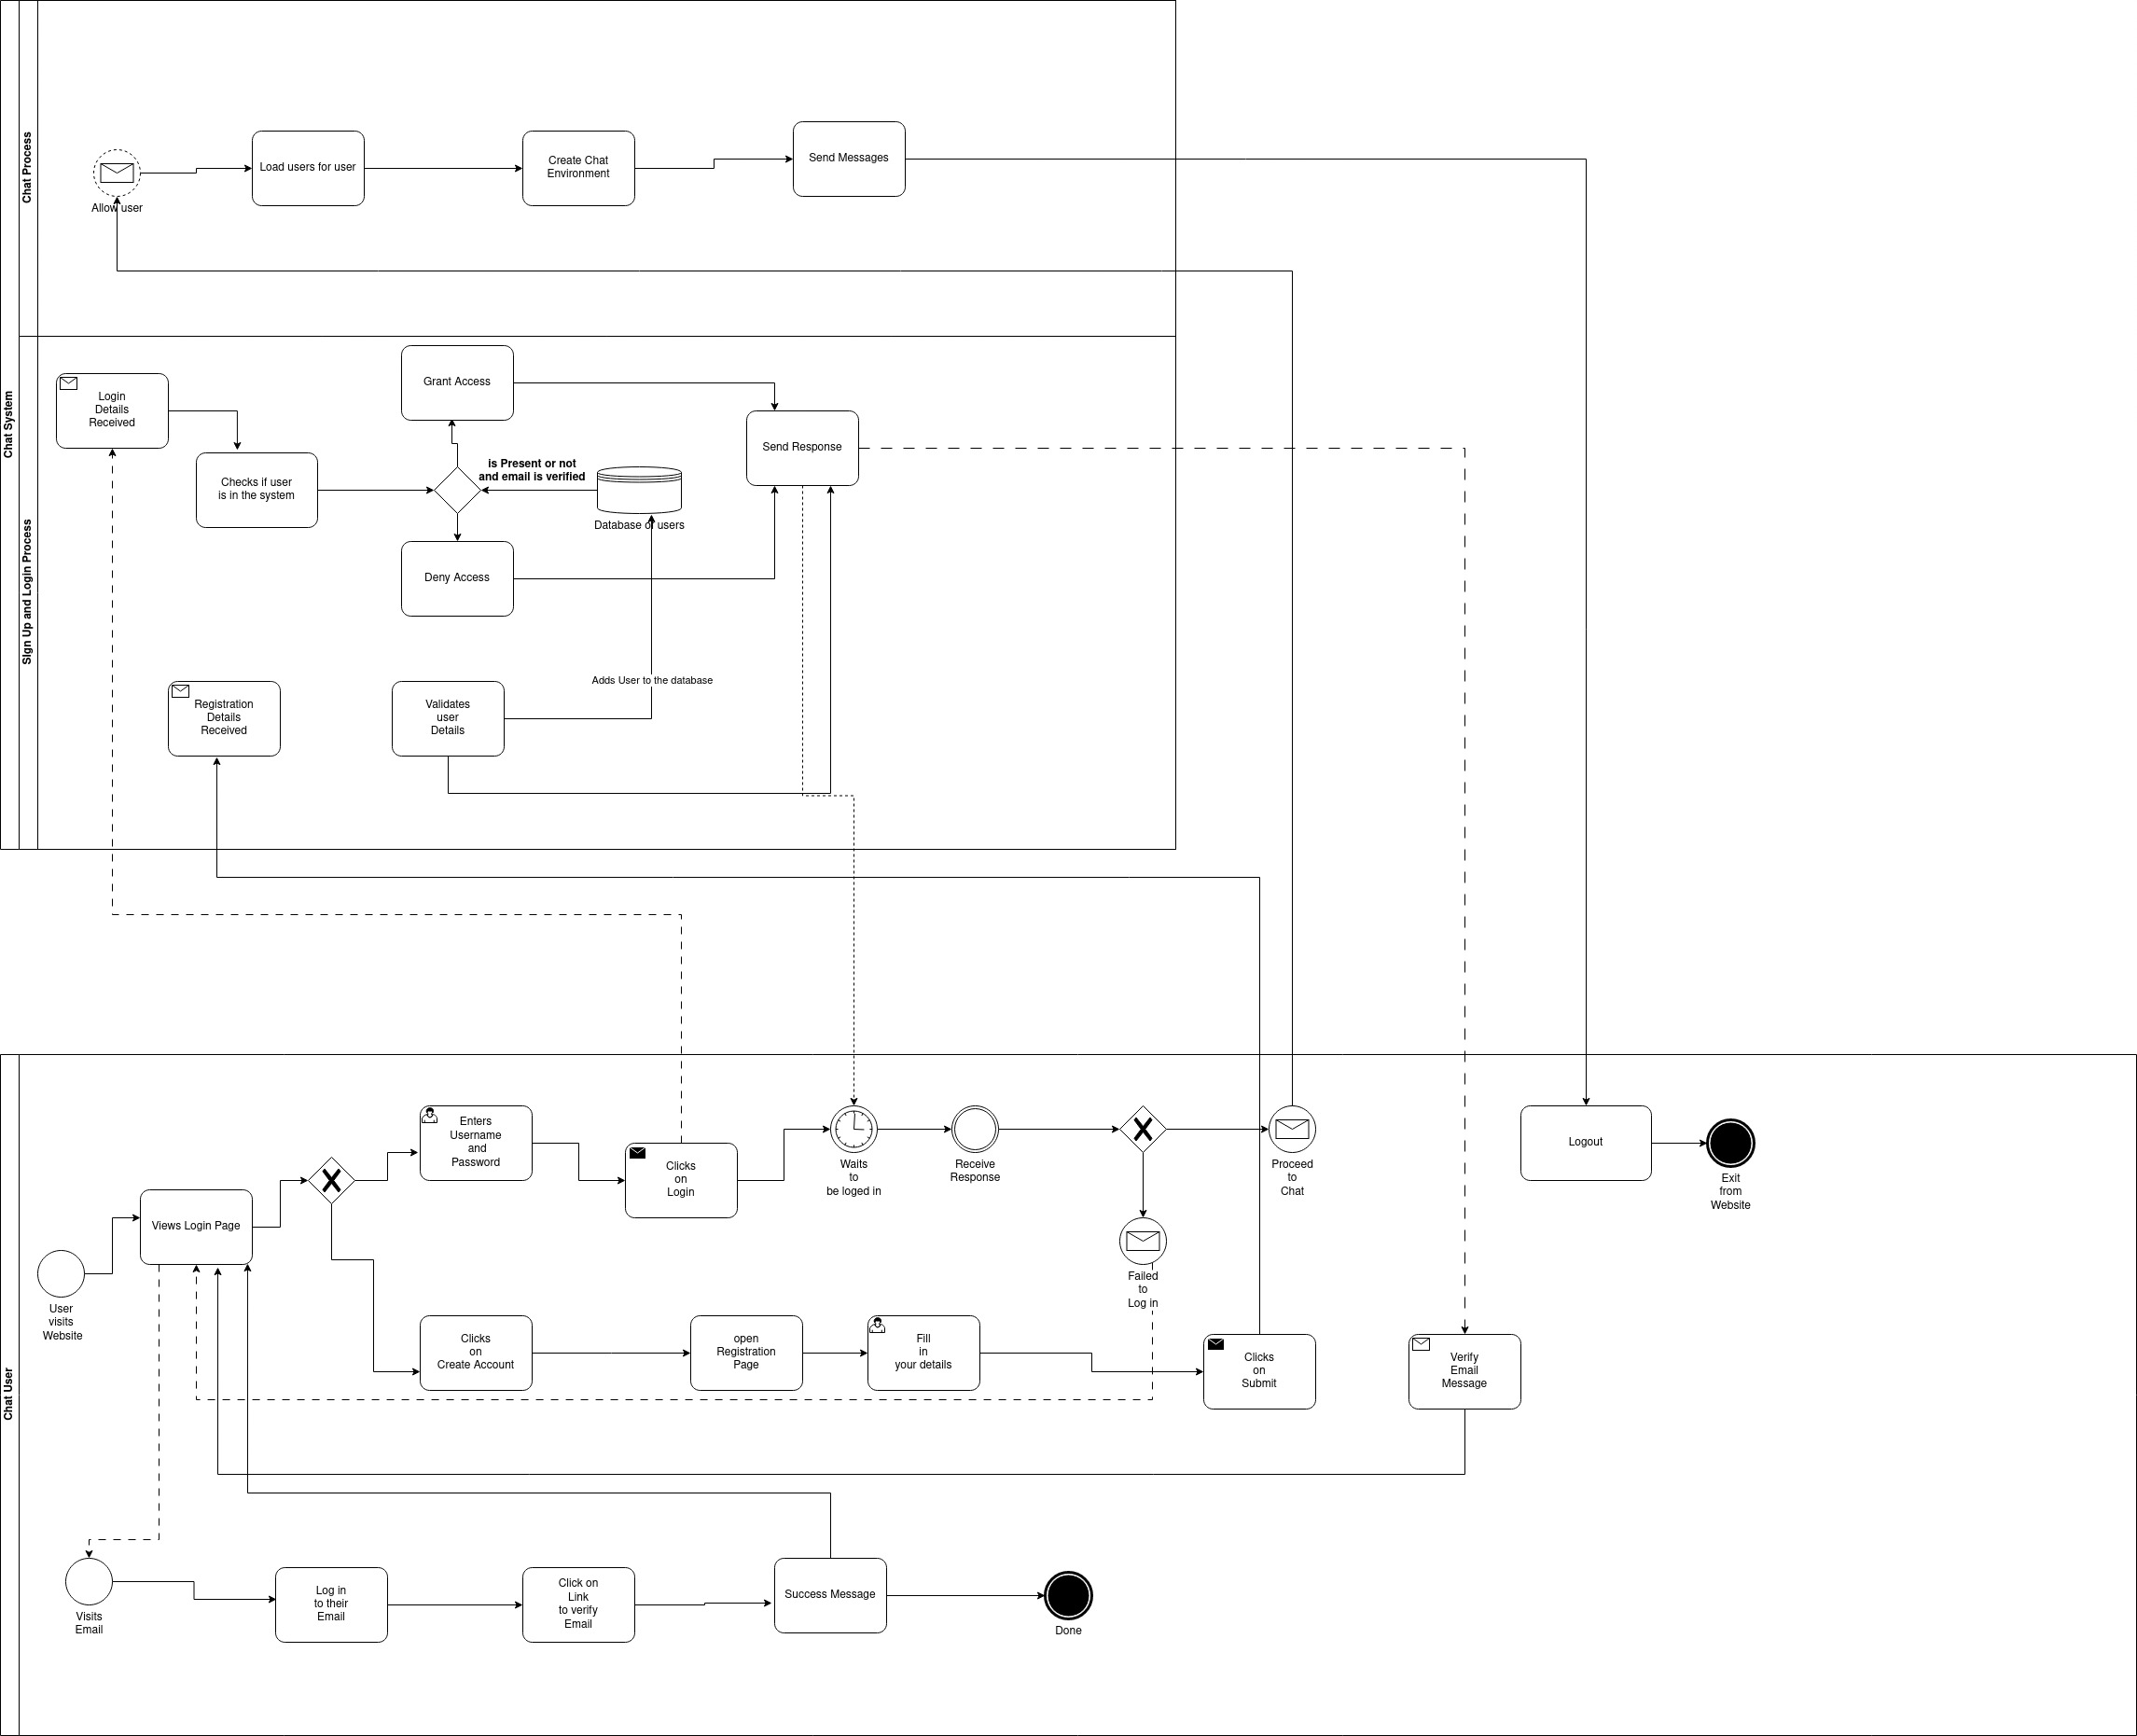 Chat System
Chat Process
Allow user
Load users for user
Create Chat
Environment
Send Messages
SIgn Up and Login Process
Login
Details
Received
Checks if user
is in the system
Grant Access
is Present or not
and email is verified
Database of users
Deny Access
Send Response
Adds User to the database
Registration
Details
Received
Validates
user
Details
Chat User
User
visits
Website
Views Login Page
Enters
Username
and
Password
Clicks
on
Login
Waits
to
be loged in
Receive
Response
Proceed
to
Chat
Failed
to
Log in
Logout
Exit
from
Website
Clicks
on
Create Account
open
Registration
Page
Fill
in
your details
Clicks
on
Submit
Verify
Email
Message
Visits
Email
Log in
to their
Email
Click on
Link
to verify
Email
Success Message
Done